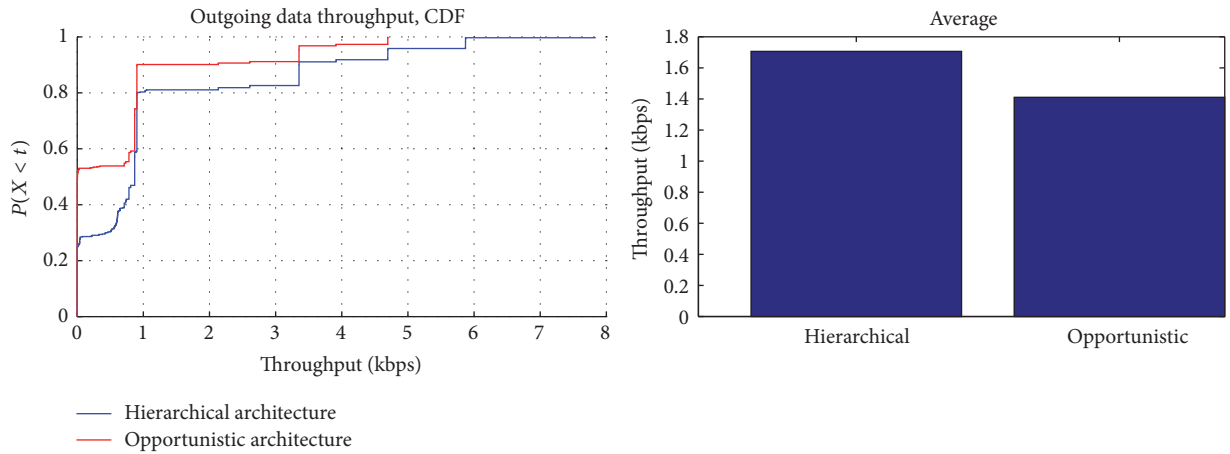 Outgoing data throughput, CDF
1
0.8
0.6
0.4
0.2
0
P(X < t)
0 1 2 3 4 5 6 7 8
Throughput (kbps)
Hierarchical architecture
Opportunistic architecture
Average
1.8
1.6
1.4
1.2
1
0.8
0.6
0.4
0.2
0
Throughput (kbps)
Hierarchical Opportunistic